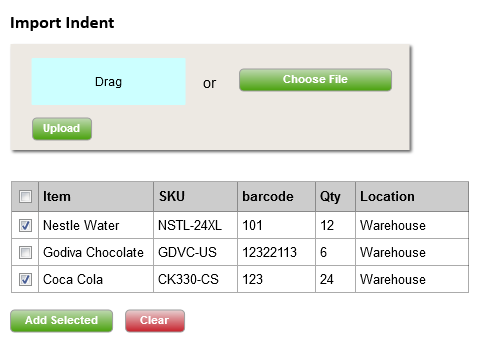 Import Indent
Drag or Choose File
Upload
Item SKU barcode Qty Location
Nestle Water NSTL-24XL 101 12 Warehouse
Godiva Chocolate GDVC-US 12322113 6 Warehouse
Coca Cola CK330-CS 123 24 Warehouse
Add Selected Clear